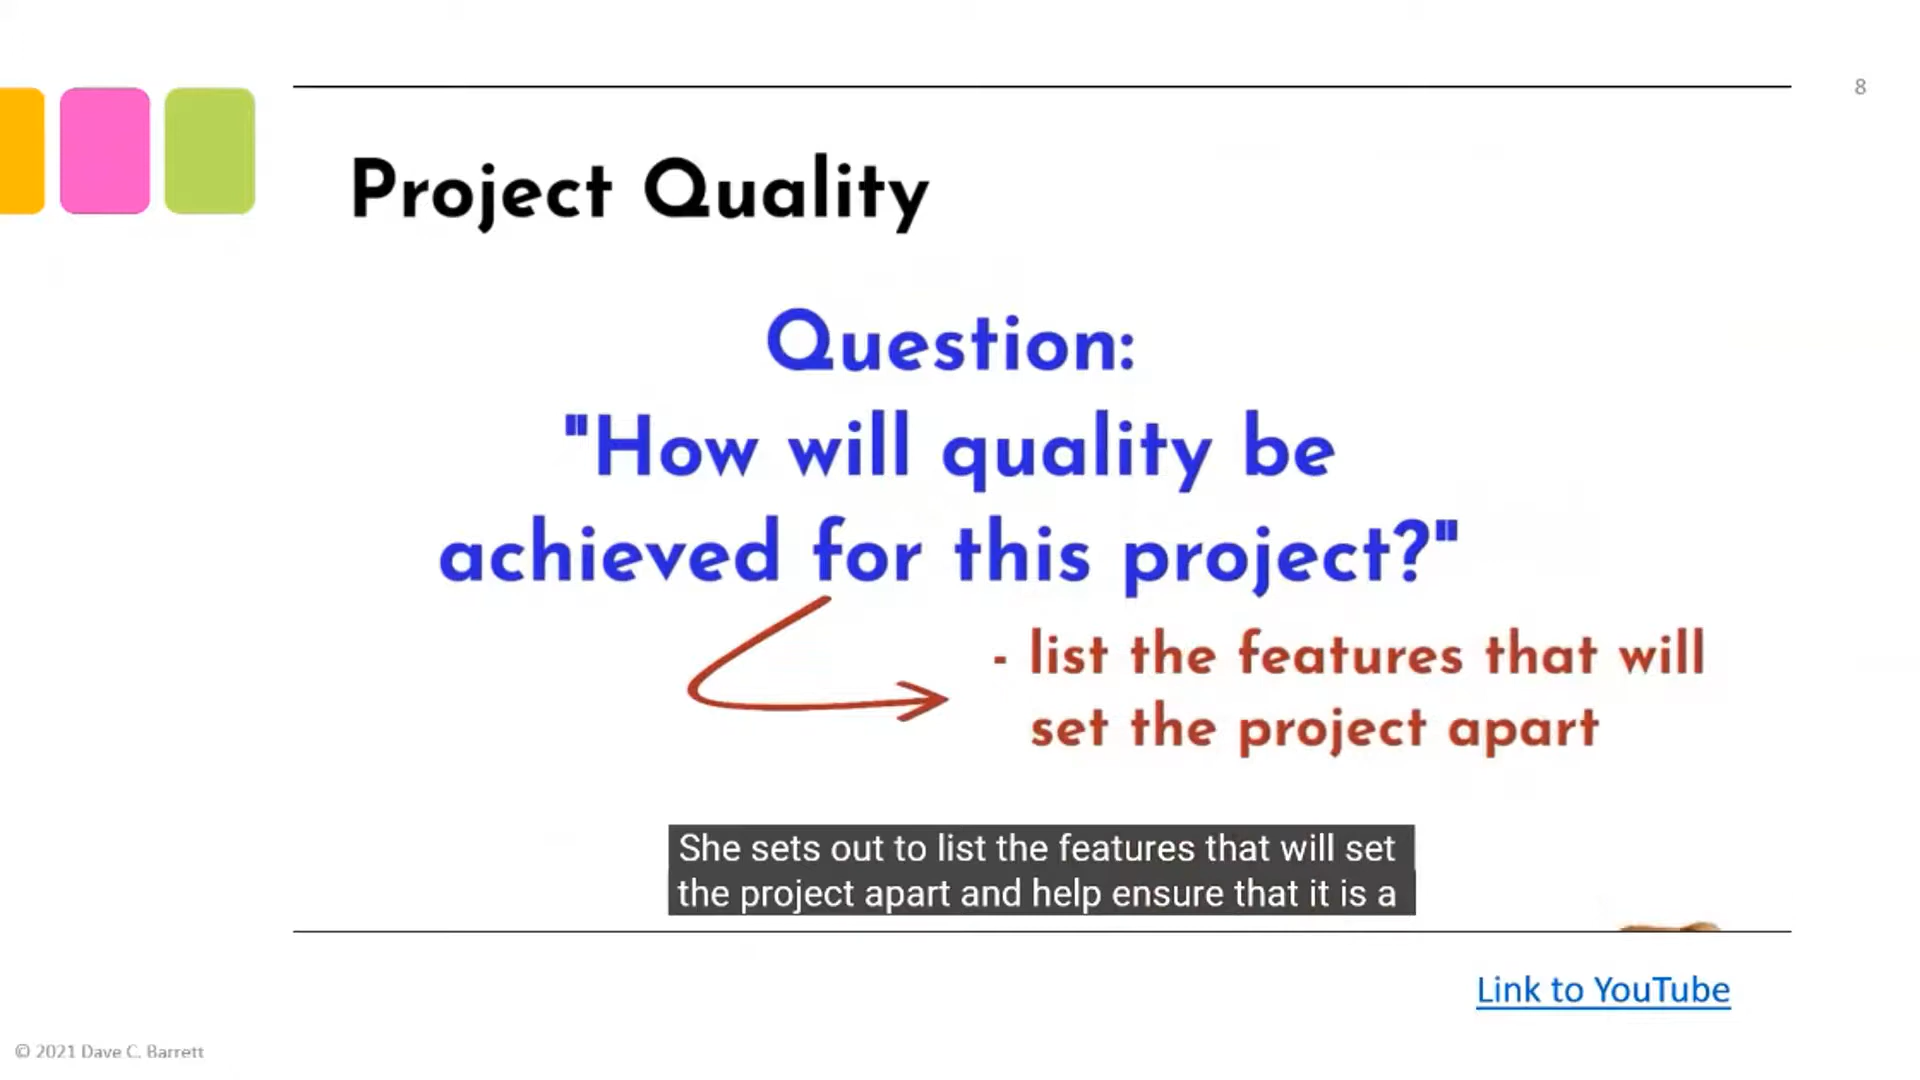 8
Project Quality
Question:
"How will quality be
achieved for this project?"
- list the features that will
set the project apart
She sets out to list the features that will set
the project apart and help ensure that it is a
Link to YouTube
© 2021 Dave C. Barrett